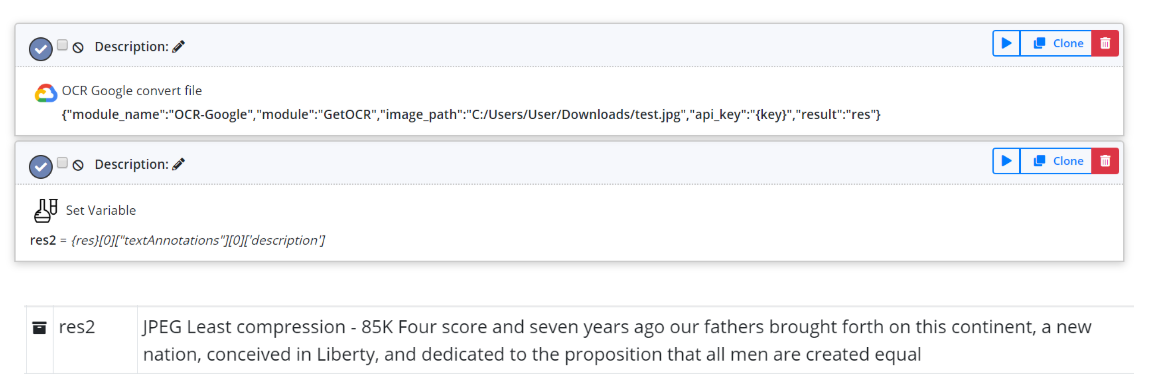 Description:
Clone
OCR Google convert file
{"module_name":"OCR-Google","module":"GetOCR","image_path":"C:/Users/User/Downloads/test.jpg","api_key":"{key}","result":"res"}
Description:
Clone
Set Variable
res2 = {res}[0]["textAnnotations"][0]['description']
res2
JPEG Least compression - 85K Four score and seven years ago our fathers brought forth on this continent, a new
nation, conceived in Liberty, and dedicated to the proposition that all men are created equal